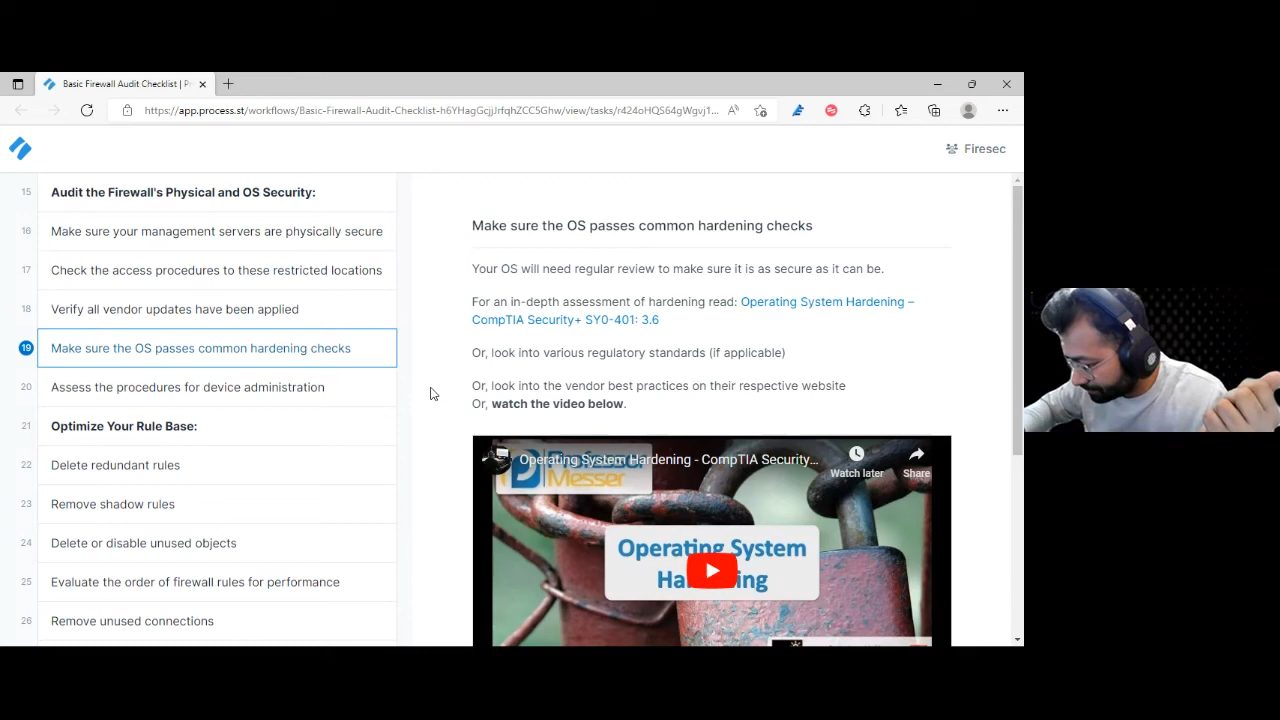 Basic Firewall Audit Checklist | P
https://app.process.st/workflows/Basic-Firewall-Audit-Checklist-h6YHagGcjjJrfqhZCC5Ghw/view/tasks/r424oHQS64gWgvj1...
Firesec
15 Audit the Firewall's Physical and OS Security:
16 Make sure your management servers are physically secure
17 Check the access procedures to these restricted locations
18 Verify all vendor updates have been applied
19 Make sure the OS passes common hardening checks
20 Assess the procedures for device administration
21 Optimize Your Rule Base:
22 Delete redundant rules
23 Remove shadow rules
24 Delete or disable unused objects
25 Evaluate the order of firewall rules for performance
26 Remove unused connections
Make sure the OS passes common hardening checks
Your OS will need regular review to make sure it is as secure as it can be.
For an in-depth assessment of hardening read: Operating System Hardening –
CompTIA Security+ SY0-401: 3.6
Or, look into various regulatory standards (if applicable)
Or, look into the vendor best practices on their respective website
Or, watch the video below.
Operating System Hardening - CompTIA Security...
Watch later
Share
Messer
Operating System